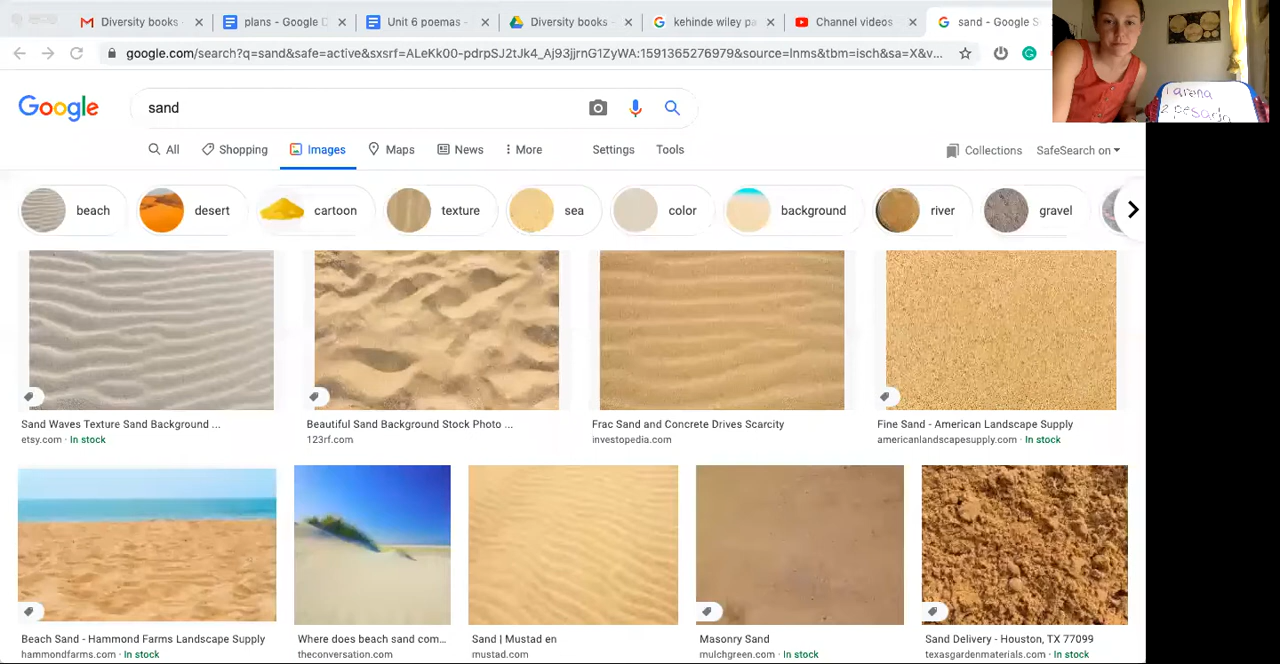 Diversity books
plans - Google D
Unit 6 poemas -
Diversity books -
kehinde wiley pa
Channel videos
sand - Google S
google.com/search?q=sand&safe=active&sxsrf=ALeKk00-pdrpSJ2tJk4_Aj93jjrnG1ZyWA:1591365276979&source=lnms&tbm=isch&sa=X&v...
1 arena
2 pesada
Google
sand
All
Shopping
Images
Maps
News
More
Settings
Tools
Collections
SafeSearch on
beach
desert
cartoon
texture
sea
color
background
river
gravel
Sand Waves Texture Sand Background ...
etsy.com · In stock
Beautiful Sand Background Stock Photo ...
123rf.com
Frac Sand and Concrete Drives Scarcity
investopedia.com
Fine Sand - American Landscape Supply
americanlandscapesupply.com · In stock
Beach Sand - Hammond Farms Landscape Supply
hammondfarms.com · In stock
Where does beach sand com...
theconversation.com
Sand | Mustad en
mustad.com
Masonry Sand
mulchgreen.com · In stock
Sand Delivery - Houston, TX 77099
texasgardenmaterials.com · In stock